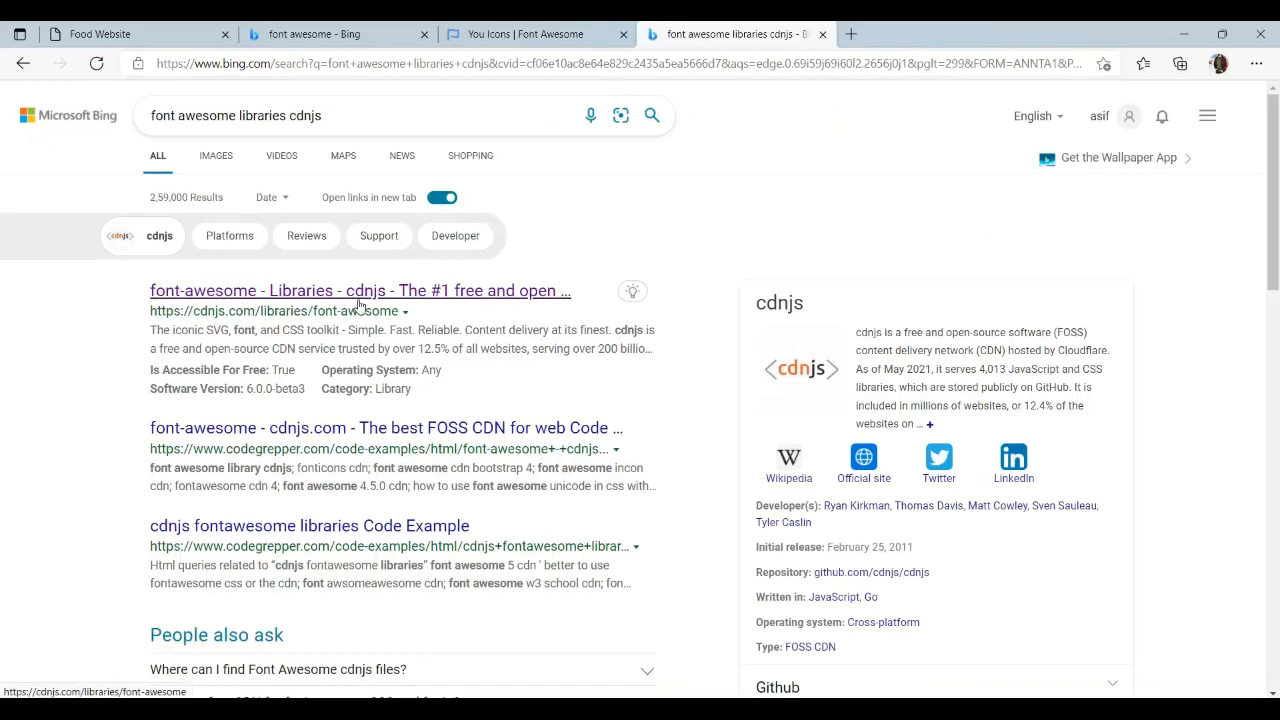 Food Website
font awesome - Bing
You Icons | Font Awesome
font awesome libraries cdnjs - Bi
https://www.bing.com/search?q=font+awesome+libraries+cdnjs&cvid=cf06e10ac8e64e829c2435a5ea5666d7&aqs=edge.0.69i59j69i60l2.2656j0j1&pglt=299&FORM=ANNTA1&P...
Microsoft Bing
font awesome libraries cdnjs
English
asif
ALL IMAGES VIDEOS MAPS NEWS SHOPPING
Get the Wallpaper App
2,59,000 Results Date Open links in new tab
<cdnjs> cdnjs Platforms Reviews Support Developer
font-awesome - Libraries - cdnjs - The #1 free and open ...
https://cdnjs.com/libraries/font-awesome
The iconic SVG, font, and CSS toolkit - Simple. Fast. Reliable. Content delivery at its finest. cdnjs is
a free and open-source CDN service trusted by over 12.5% of all websites, serving over 200 billio...
Is Accessible For Free: True Operating System: Any
Software Version: 6.0.0-beta3 Category: Library
font-awesome - cdnjs.com - The best FOSS CDN for web Code ...
https://www.codegrepper.com/code-examples/html/font-awesome+-+cdnjs...
font awesome library cdnjs; fonticons cdn; font awesome cdn bootstrap 4; font awesome incon
cdn; fontawesome cdn 4; font awesome 4.5.0 cdn; how to use font awesome unicode in css with...
cdnjs fontawesome libraries Code Example
https://www.codegrepper.com/code-examples/html/cdnjs+fontawesome+librar...
Html queries related to “cdnjs fontawesome libraries” font awesome 5 cdn ' better to use
fontawesome css or the cdn; font awsomeawesome cdn; font awesome w3 school cdn; fon...
People also ask
Where can I find Font Awesome cdnjs files?
https://cdnjs.com/libraries/font-awesome
cdnjs
<cdnjs>
cdnjs is a free and open-source software (FOSS)
content delivery network (CDN) hosted by Cloudflare.
As of May 2021, it serves 4,013 JavaScript and CSS
libraries, which are stored publicly on GitHub. It is
included in millions of websites, or 12.4% of the
websites on ... +
W
in
Wikipedia Official site Twitter LinkedIn
Developer(s): Ryan Kirkman, Thomas Davis, Matt Cowley, Sven Sauleau,
Tyler Caslin
Initial release: February 25, 2011
Repository: github.com/cdnjs/cdnjs
Written in: JavaScript, Go
Operating system: Cross-platform
Type: FOSS CDN
Github